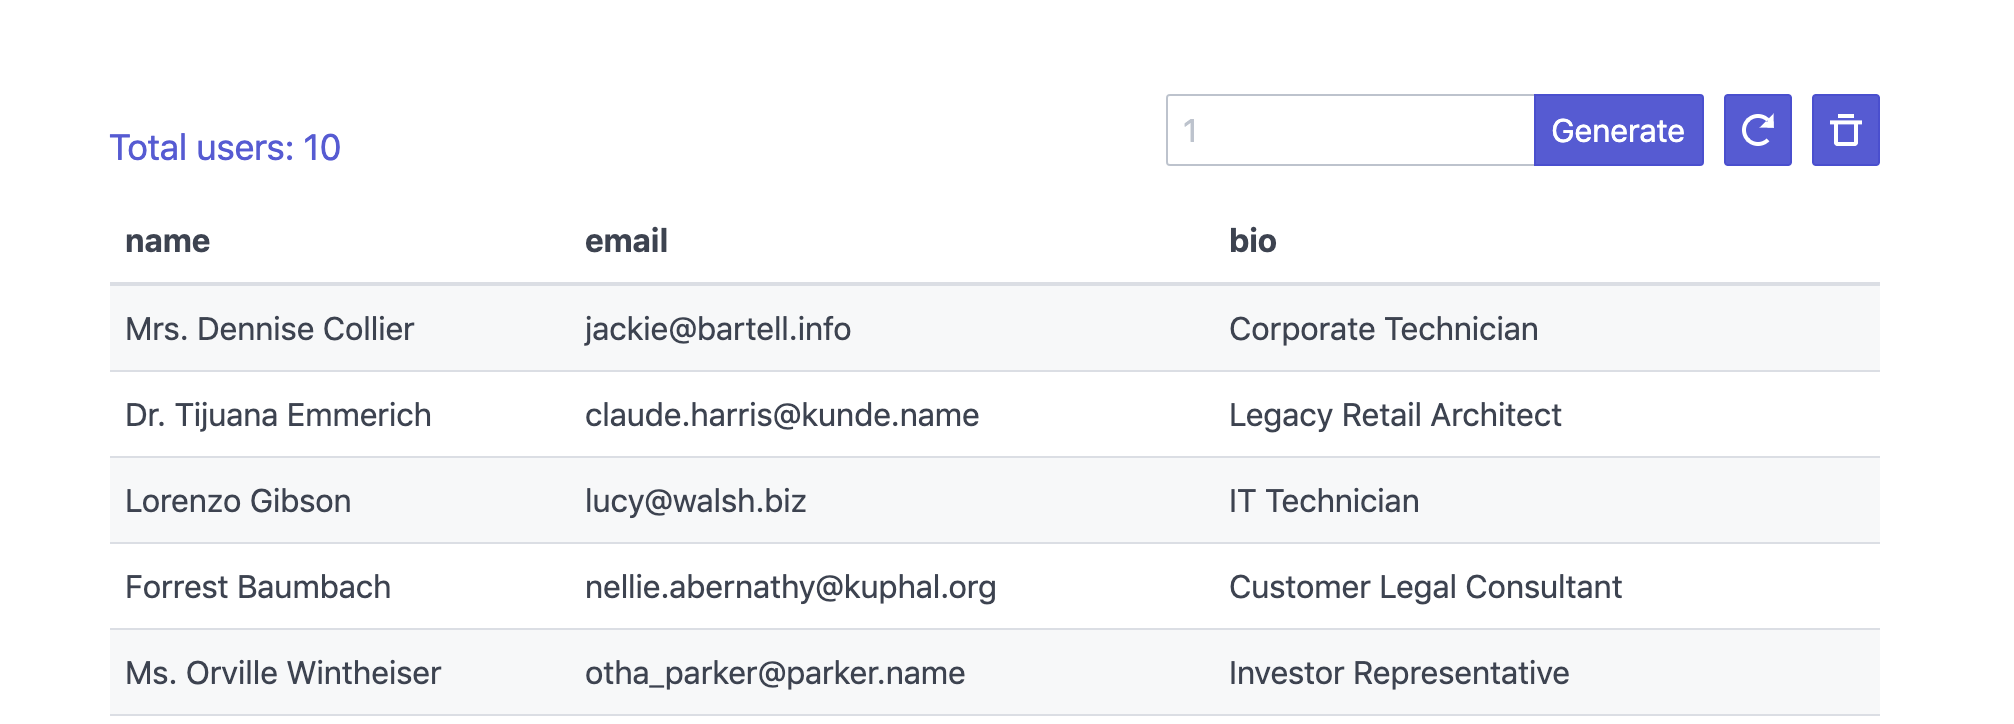 Total users: 10
1
Generate
name email bio
Mrs. Dennise Collier jackie@bartell.info Corporate Technician
Dr. Tijuana Emmerich claude.harris@kunde.name Legacy Retail Architect
Lorenzo Gibson lucy@walsh.biz IT Technician
Forrest Baumbach nellie.abernathy@kuphal.org Customer Legal Consultant
Ms. Orville Wintheiser otha_parker@parker.name Investor Representative